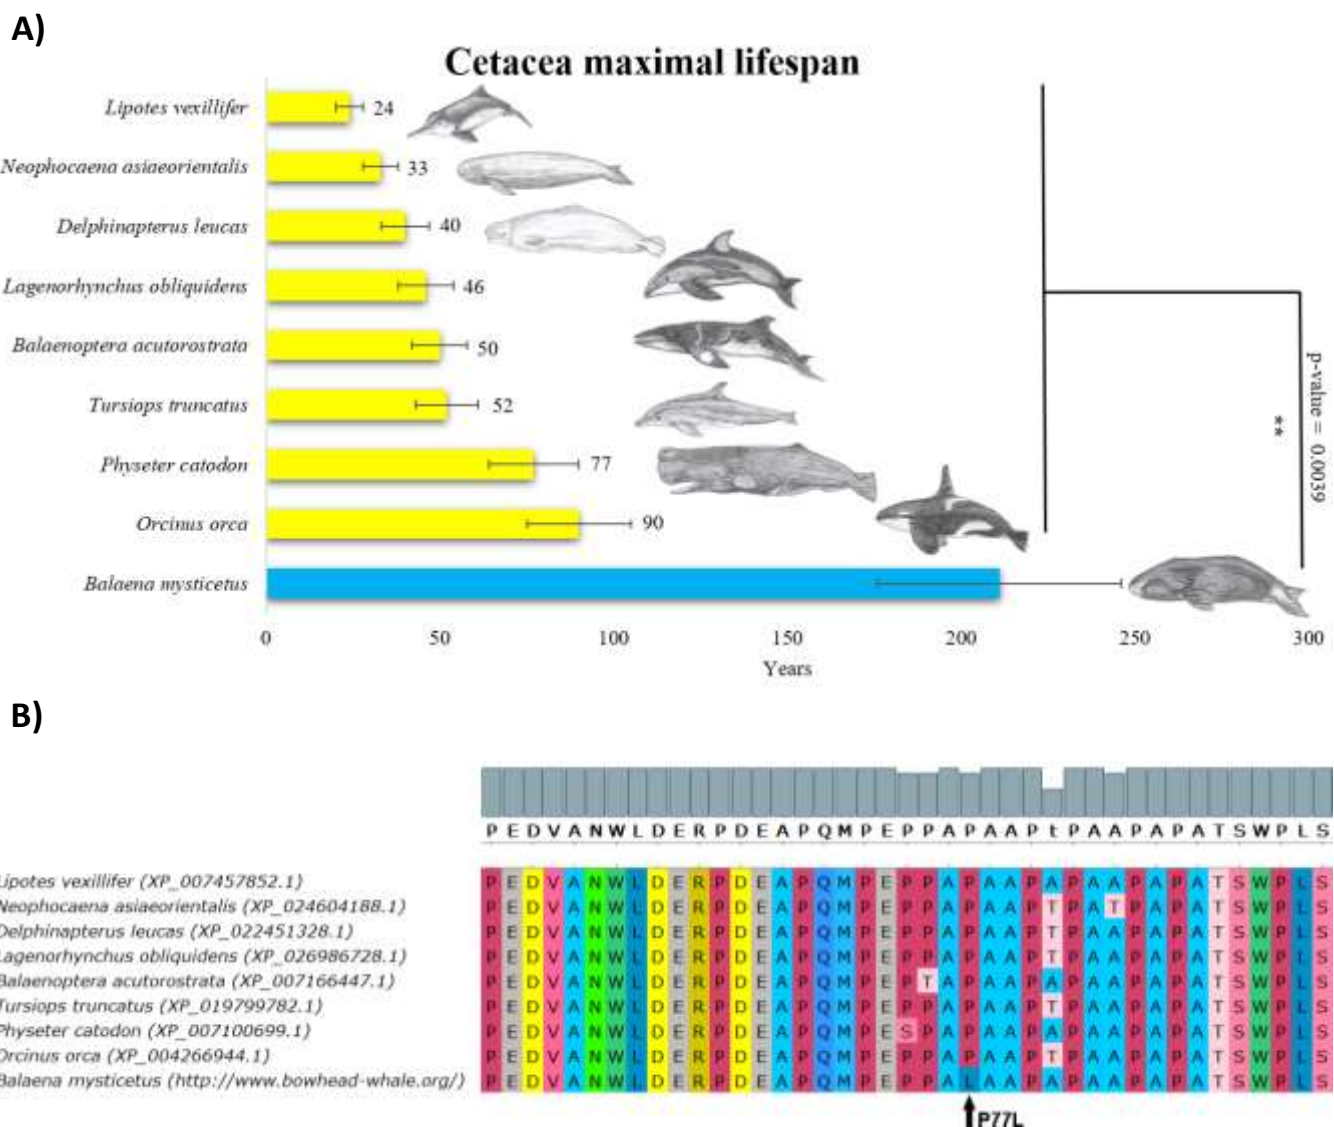 A)
Cetacea maximal lifespan
Lipotes vexillifer 24
Neophocaena asiaeorientalis 33
Delphinapterus leucas 40
Lagenorhynchus obliquidens 46
Balaenoptera acutorostrata 50
Tursiops truncatus 52
Physeter catodon 77
Orcinus orca 90
Balaena mysticetus
p-value = 0.0039
**
0 50 100 150 200 250 300
Years
B)
P E D V A N W L D E R P D E A P Q M P E P P A P A A P t P A A P A P A T S W P L S
Lipotes vexillifer (XP_007457852.1) P E D V A N W L D E R P D E A P Q M P E P P A P A A P A P A A P A P A T S W P L S
Neophocaena asiaeorientalis (XP_024604188.1) P E D V A N W L D E R P D E A P Q M P E P P A P A A P T P A T P A P A T S W P L S
Delphinapterus leucas (XP_022451328.1) P E D V A N W L D E R P D E A P Q M P E P P A P A A P T P A A P A P A T S W P L S
Lagenorhynchus obliquidens (XP_026986728.1) P E D V A N W L D E R P D E A P Q M P E P P A P A A P T P A A P A P A T S W P L S
Balaenoptera acutorostrata (XP_007166447.1) P E D V A N W L D E R P D E A P Q M P E P T A P A A P A P A A P A P A T S W P L S
Tursiops truncatus (XP_019799782.1) P E D V A N W L D E R P D E A P Q M P E P P A P A A P T P A A P A P A T S W P L S
Physeter catodon (XP_007100699.1) P E D V A N W L D E R P D E A P Q M P E S P A P A A P A P A A P A P A T S W P L S
Orcinus orca (XP_004266944.1) P E D V A N W L D E R P D E A P Q M P E P P A P A A P T P A A P A P A T S W P L S
Balaena mysticetus (http://www.bowhead-whale.org/) P E D V A N W L D E R P D E A P Q M P E P P A L A A P A P A A P A P A T S W P L S
P77L